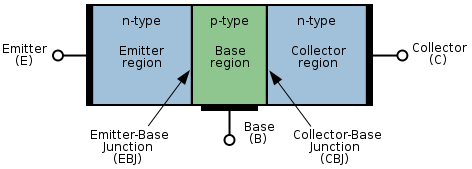 n-type
p-type
n-type
Emitter
(E)
Emitter
region
Base
region
Collector
region
Collector
(C)
Emitter-Base
Junction
(EBJ)
Base
(B)
Collector-Base
Junction
(CBJ)